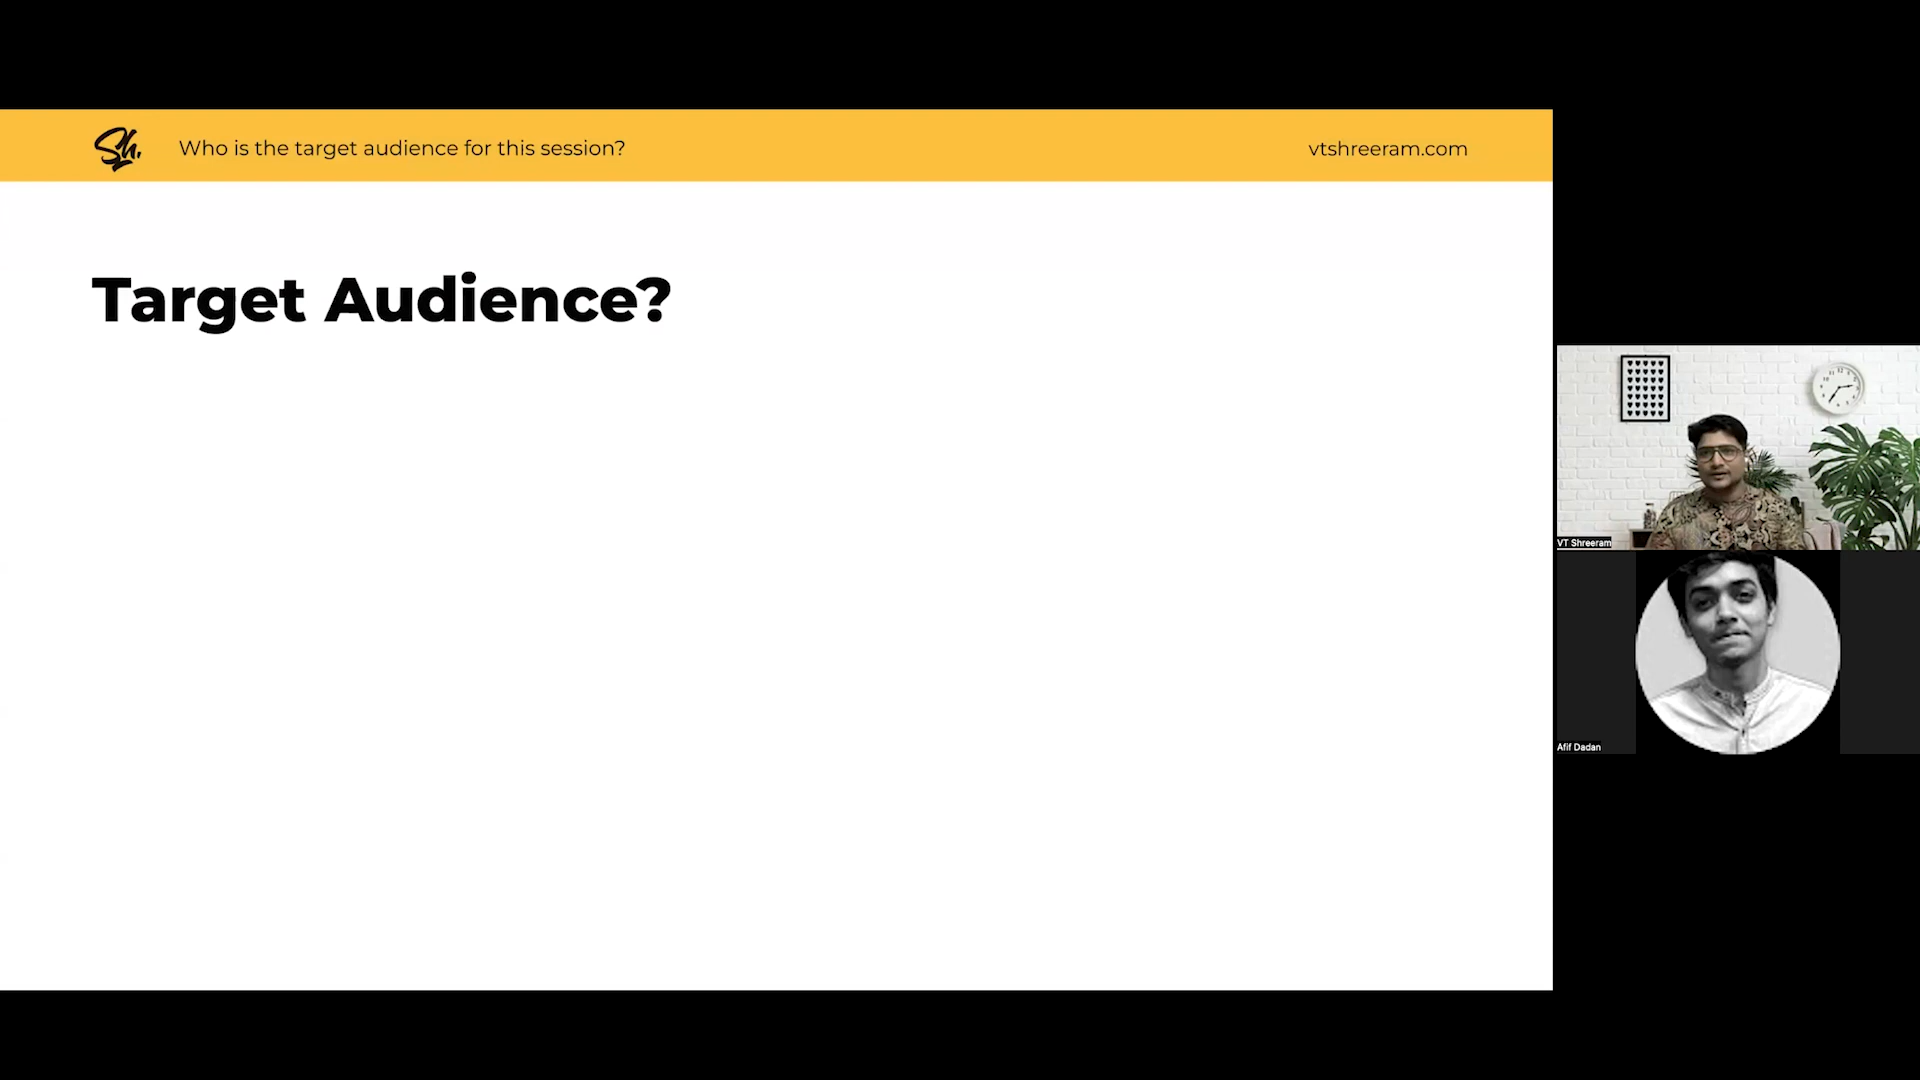 Sh.
Who is the target audience for this session?
vtshreeram.com
Target Audience?
VT Shreeram
Afif Dadan